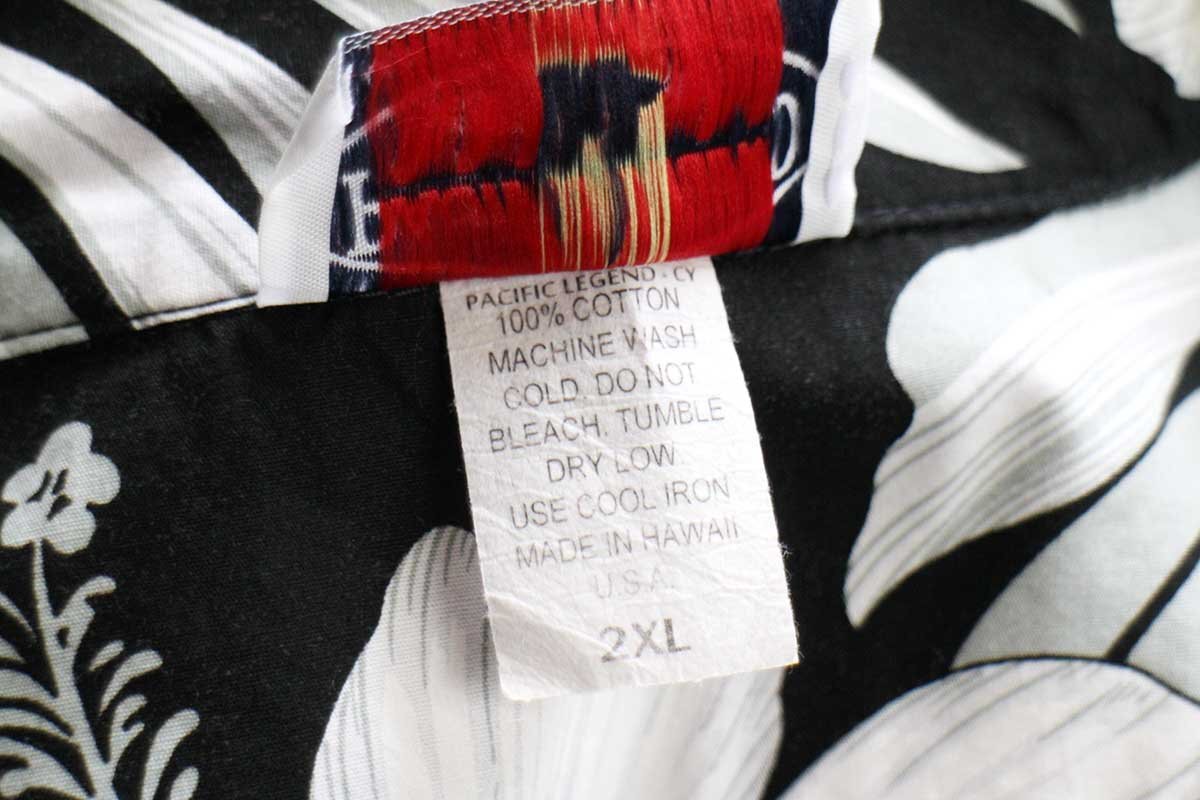 PACIFIC LEGEND - CY
100% COTTON
MACHINE WASH
COLD. DO NOT
BLEACH. TUMBLE
DRY LOW
USE COOL IRON
MADE IN HAWAII
U.S.A.
2XL